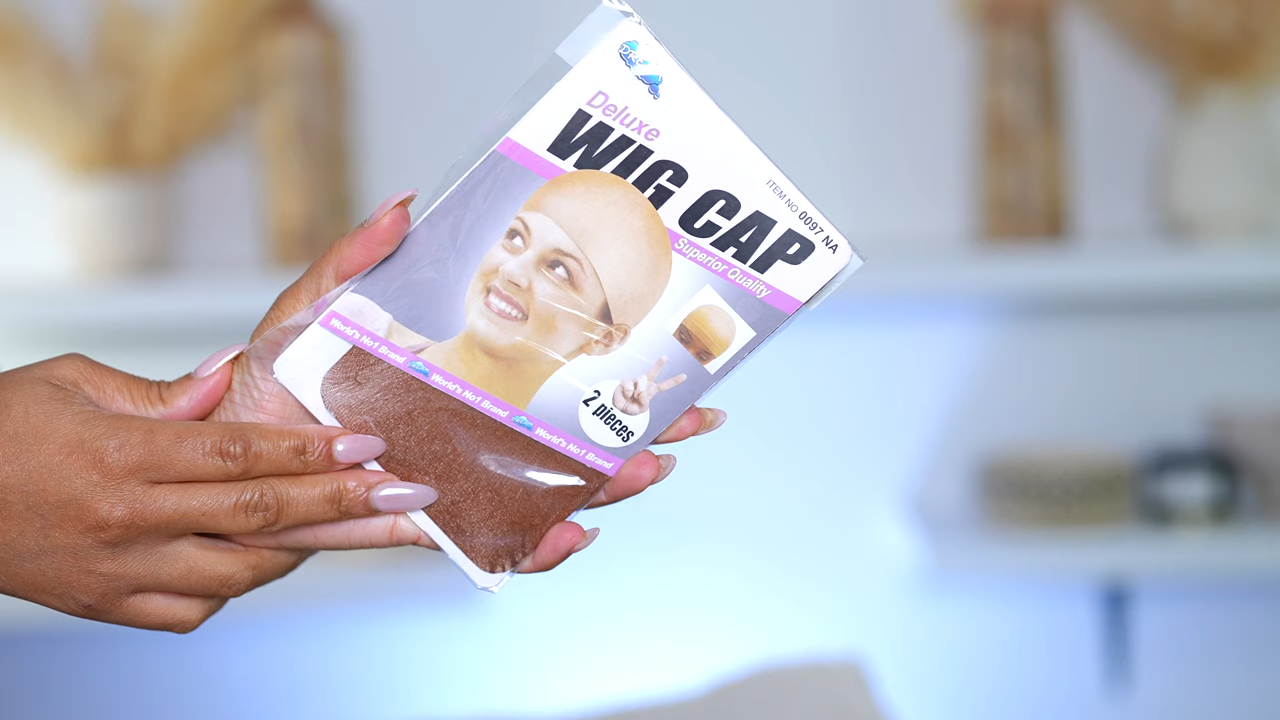 DREAM
Deluxe
WIG CAP
ITEM NO 0097 NA
Superior Quality
2 pieces
World's No1 Brand World's No1 Brand World's No1 Brand